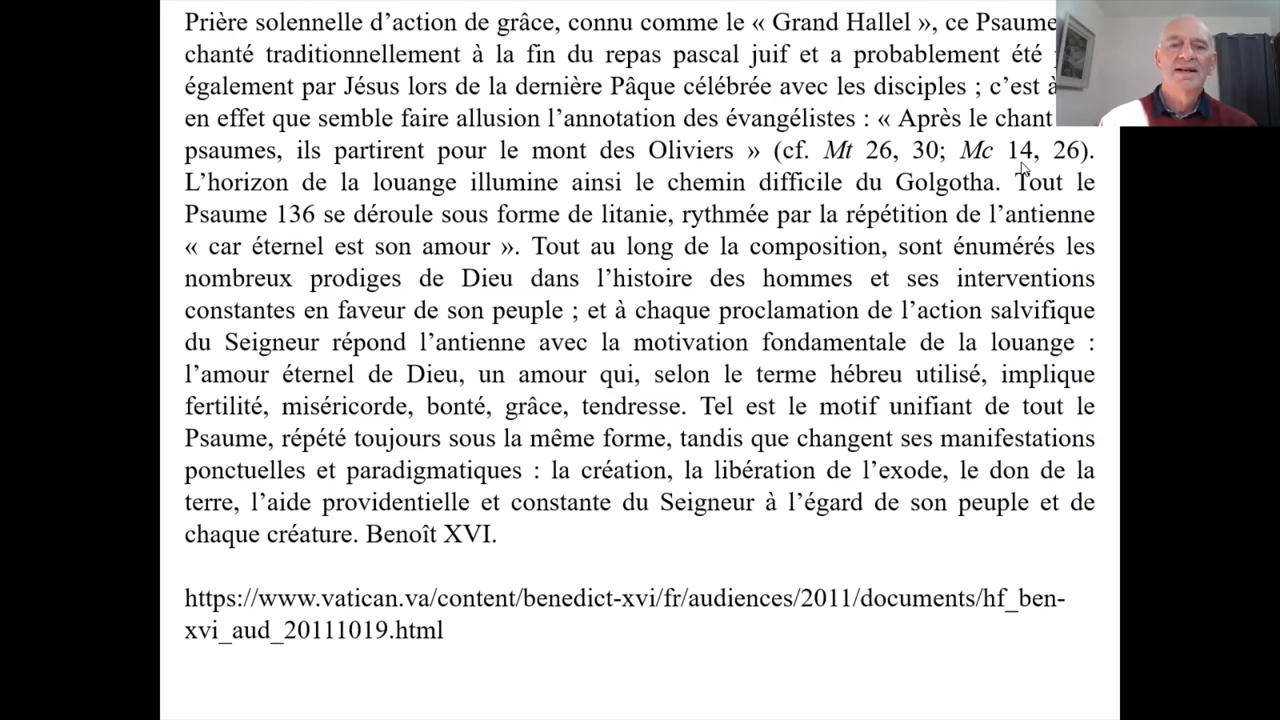 Prière solennelle d’action de grâce, connu comme le « Grand Hallel », ce Psaume
chanté traditionnellement à la fin du repas pascal juif et a probablement été
également par Jésus lors de la dernière Pâque célébrée avec les disciples ; c’est
en effet que semble faire allusion l’annotation des évangélistes : « Après le chant
psaumes, ils partirent pour le mont des Oliviers » (cf. Mt 26, 30; Mc 14, 26).
L’horizon de la louange illumine ainsi le chemin difficile du Golgotha. Tout le
Psaume 136 se déroule sous forme de litanie, rythmée par la répétition de l’antienne
« car éternel est son amour ». Tout au long de la composition, sont énumérés les
nombreux prodiges de Dieu dans l’histoire des hommes et ses interventions
constantes en faveur de son peuple ; et à chaque proclamation de l’action salvifique
du Seigneur répond l’antienne avec la motivation fondamentale de la louange :
l’amour éternel de Dieu, un amour qui, selon le terme hébreu utilisé, implique
fertilité, miséricorde, bonté, grâce, tendresse. Tel est le motif unifiant de tout le
Psaume, répété toujours sous la même forme, tandis que changent ses manifestations
ponctuelles et paradigmatiques : la création, la libération de l’exode, le don de la
terre, l’aide providentielle et constante du Seigneur à l’égard de son peuple et de
chaque créature. Benoît XVI.
https://www.vatican.va/content/benedict-xvi/fr/audiences/2011/documents/hf_ben-
xvi_aud_20111019.html